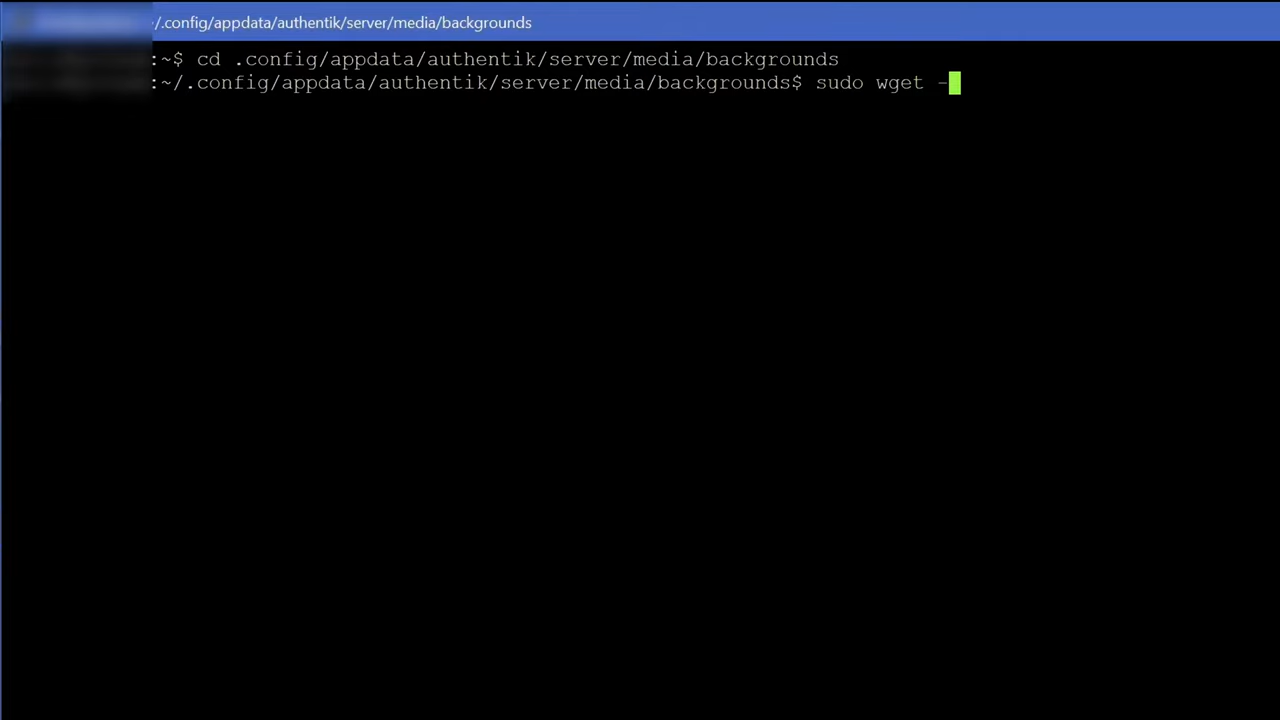 /.config/appdata/authentik/server/media/backgrounds
:~$ cd .config/appdata/authentik/server/media/backgrounds
:~/.config/appdata/authentik/server/media/backgrounds$ sudo wget -